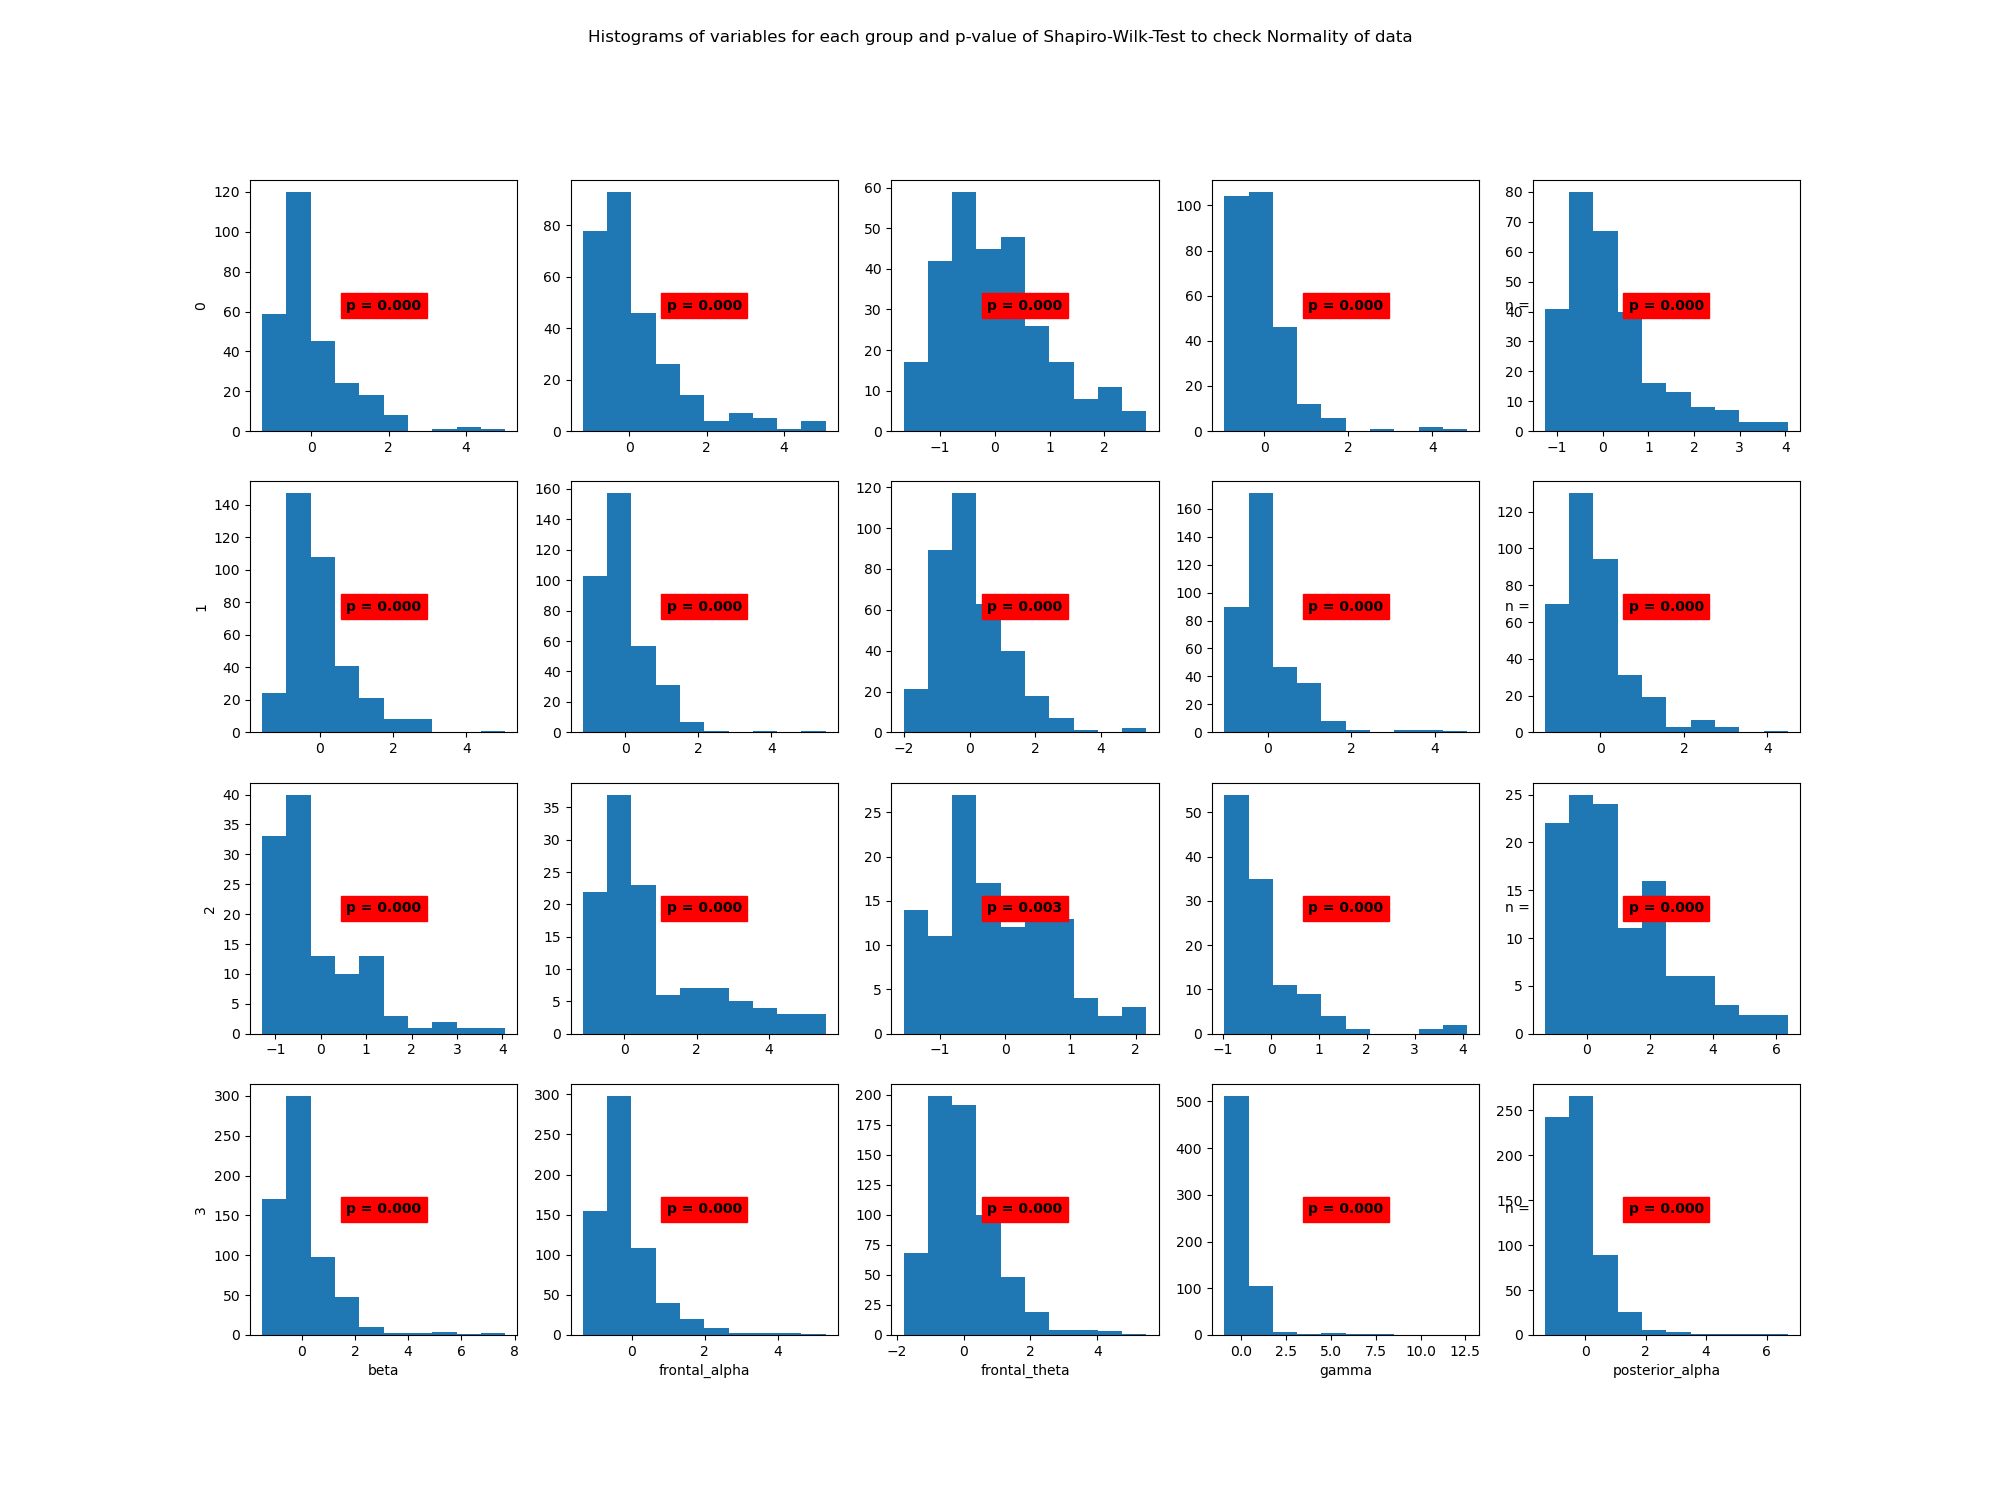 Histograms of variables for each group and p-value of Shapiro-Wilk-Test to check Normality of data
0
120
100
80
60
40
20
0
p = 0.000
0 2 4
80
60
40
20
0
p = 0.000
0 2 4
60
50
40
30
20
10
0
p = 0.000
−1 0 1 2
100
80
60
40
20
0
p = 0.000
0 2 4
80
70
60
50
n =
40
30
20
10
0
p = 0.000
−1 0 1 2 3 4
1
140
120
100
80
60
40
20
0
p = 0.000
0 2 4
160
140
120
100
80
60
40
20
0
p = 0.000
0 2 4
120
100
80
60
40
20
0
p = 0.000
−2 0 2 4
160
140
120
100
80
60
40
20
0
p = 0.000
0 2 4
120
100
80
n =
60
40
20
0
p = 0.000
0 2 4
2
40
35
30
25
20
15
10
5
0
p = 0.000
−1 0 1 2 3 4
35
30
25
20
15
10
5
0
p = 0.000
0 2 4
25
20
15
10
5
0
p = 0.003
−1 0 1 2
50
40
30
20
10
0
p = 0.000
−1 0 1 2 3 4
25
20
15
n =
10
5
0
p = 0.000
0 2 4 6
3
300
250
200
150
100
50
0
p = 0.000
0 2 4 6 8
beta
300
250
200
150
100
50
0
p = 0.000
0 2 4
frontal_alpha
200
175
150
125
100
75
50
25
0
p = 0.000
−2 0 2 4
frontal_theta
500
400
300
200
100
0
p = 0.000
0.0 2.5 5.0 7.5 10.0 12.5
gamma
250
200
150
n =
100
50
0
p = 0.000
0 2 4 6
posterior_alpha